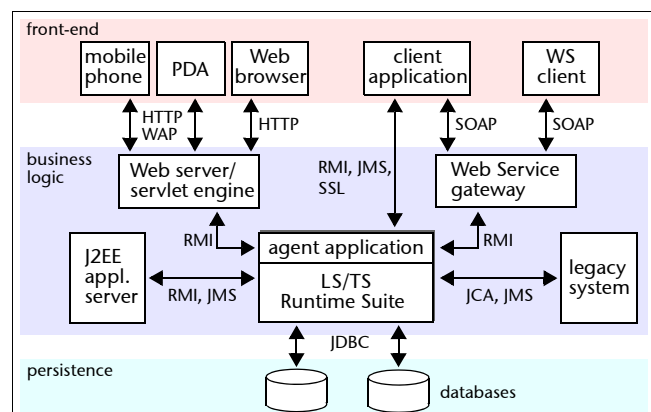 front-end
mobile
phone
PDA
Web
browser
client
application
WS
client
HTTP
WAP
HTTP
SOAP
SOAP
business
logic
Web server/
servlet engine
RMI, JMS,
SSL
Web Service
gateway
RMI
RMI
J2EE
appl.
server
agent application
LS/TS
Runtime Suite
legacy
system
RMI, JMS
JCA, JMS
JDBC
persistence
databases